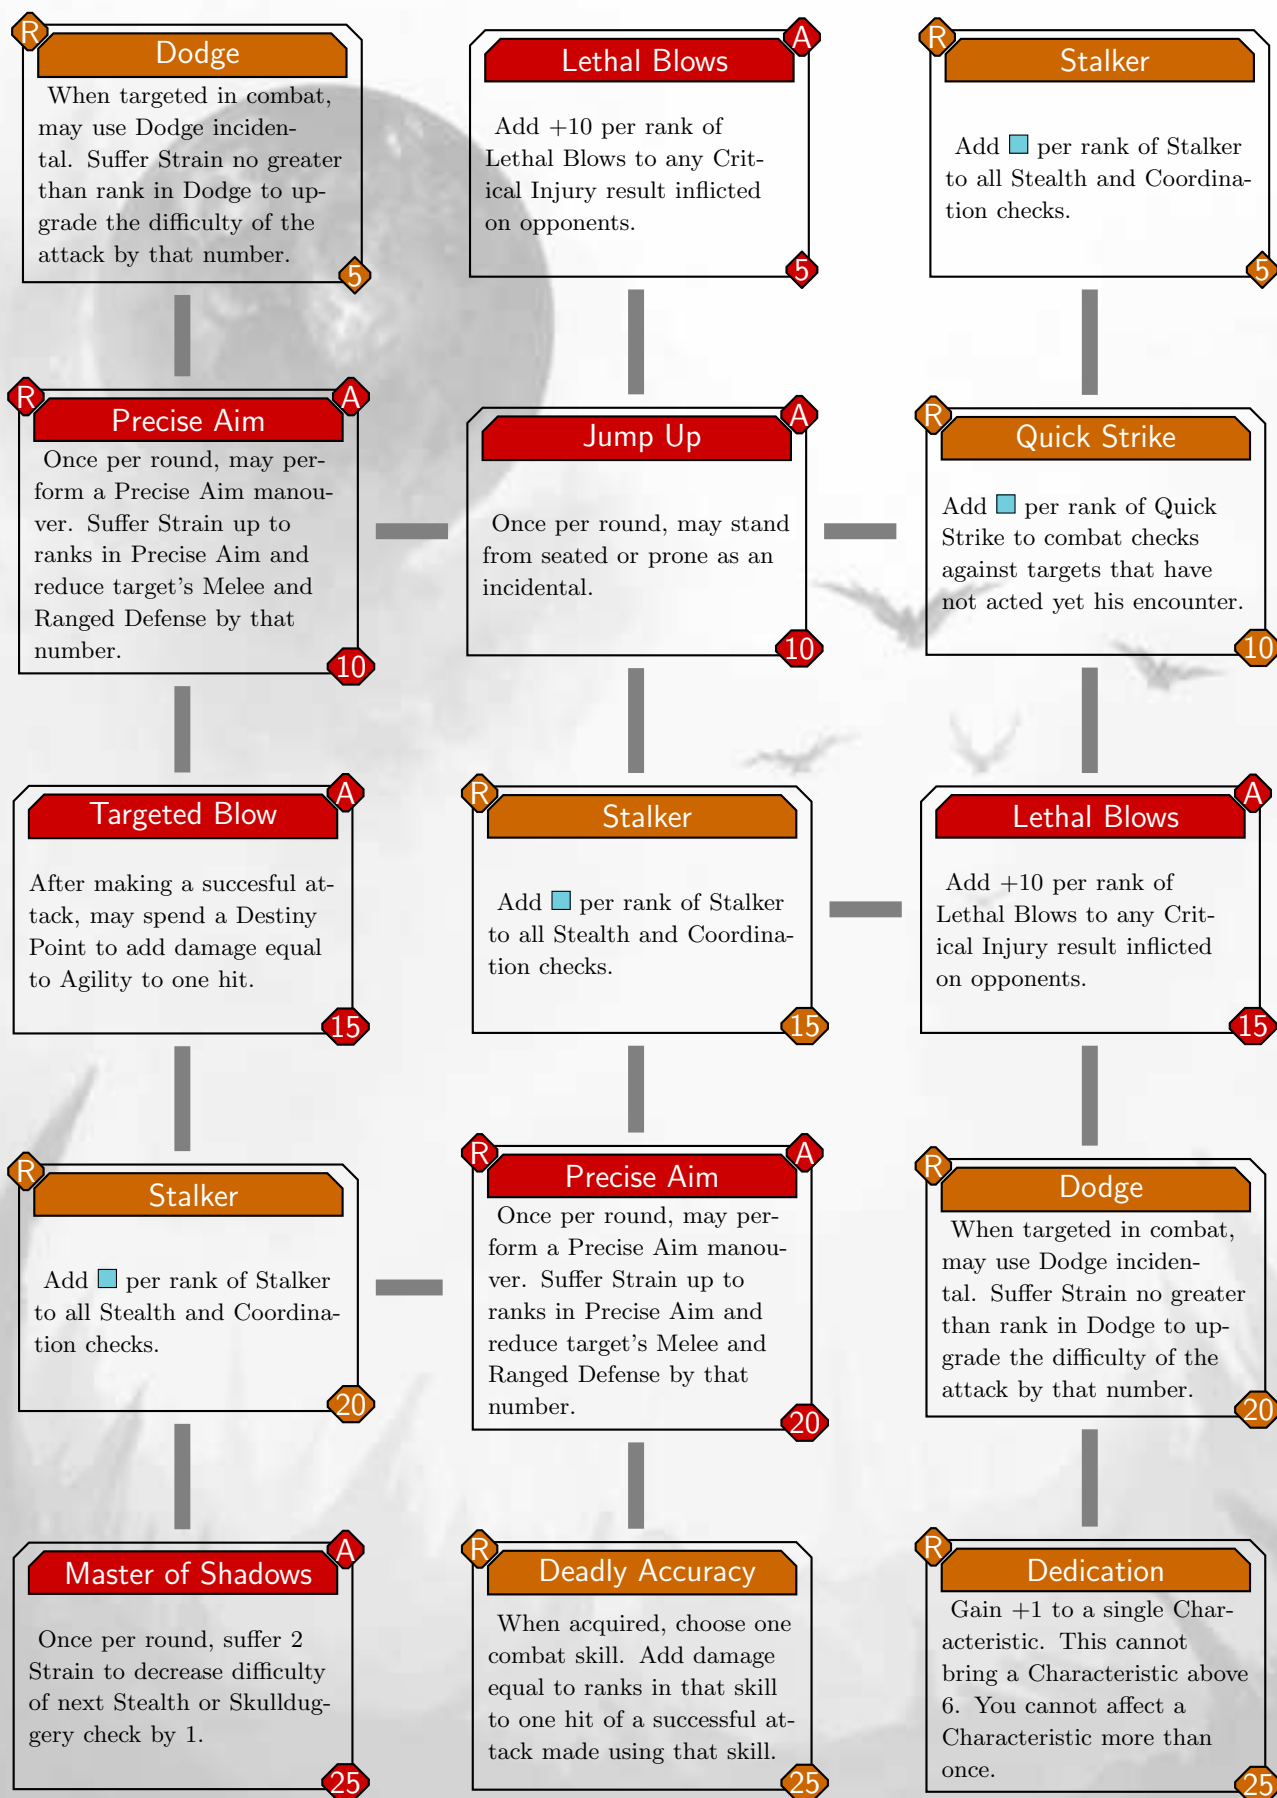 R
Dodge
When targeted in combat,
may use Dodge inciden-
tal. Suffer Strain no greater
than rank in Dodge to up-
grade the difficulty of the
attack by that number.
5
A
Lethal Blows
Add +10 per rank of
Lethal Blows to any Crit-
ical Injury result inflicted
on opponents.
5
R
Stalker
Add per rank of Stalker
to all Stealth and Coordina-
tion checks.
5
R
A
Precise Aim
Once per round, may per-
form a Precise Aim manou-
ver. Suffer Strain up to
ranks in Precise Aim and
reduce target's Melee and
Ranged Defense by that
number.
10
A
Jump Up
Once per round, may stand
from seated or prone as an
incidental.
10
R
Quick Strike
Add per rank of Quick
Strike to combat checks
against targets that have
not acted yet his encounter.
10
A
Targeted Blow
After making a succesful at-
tack, may spend a Destiny
Point to add damage equal
to Agility to one hit.
15
R
Stalker
Add per rank of Stalker
to all Stealth and Coordina-
tion checks.
15
A
Lethal Blows
Add +10 per rank of
Lethal Blows to any Crit-
ical Injury result inflicted
on opponents.
15
R
Stalker
Add per rank of Stalker
to all Stealth and Coordina-
tion checks.
20
R
A
Precise Aim
Once per round, may per-
form a Precise Aim manou-
ver. Suffer Strain up to
ranks in Precise Aim and
reduce target's Melee and
Ranged Defense by that
number.
20
R
Dodge
When targeted in combat,
may use Dodge inciden-
tal. Suffer Strain no greater
than rank in Dodge to up-
grade the difficulty of the
attack by that number.
20
A
Master of Shadows
Once per round, suffer 2
Strain to decrease difficulty
of next Stealth or Skulldug-
gery check by 1.
25
R
Deadly Accuracy
When acquired, choose one
combat skill. Add damage
equal to ranks in that skill
to one hit of a successful at-
tack made using that skill.
25
R
Dedication
Gain +1 to a single Char-
acteristic. This cannot
bring a Characteristic above
6. You cannot affect a
Characteristic more than
once.
25